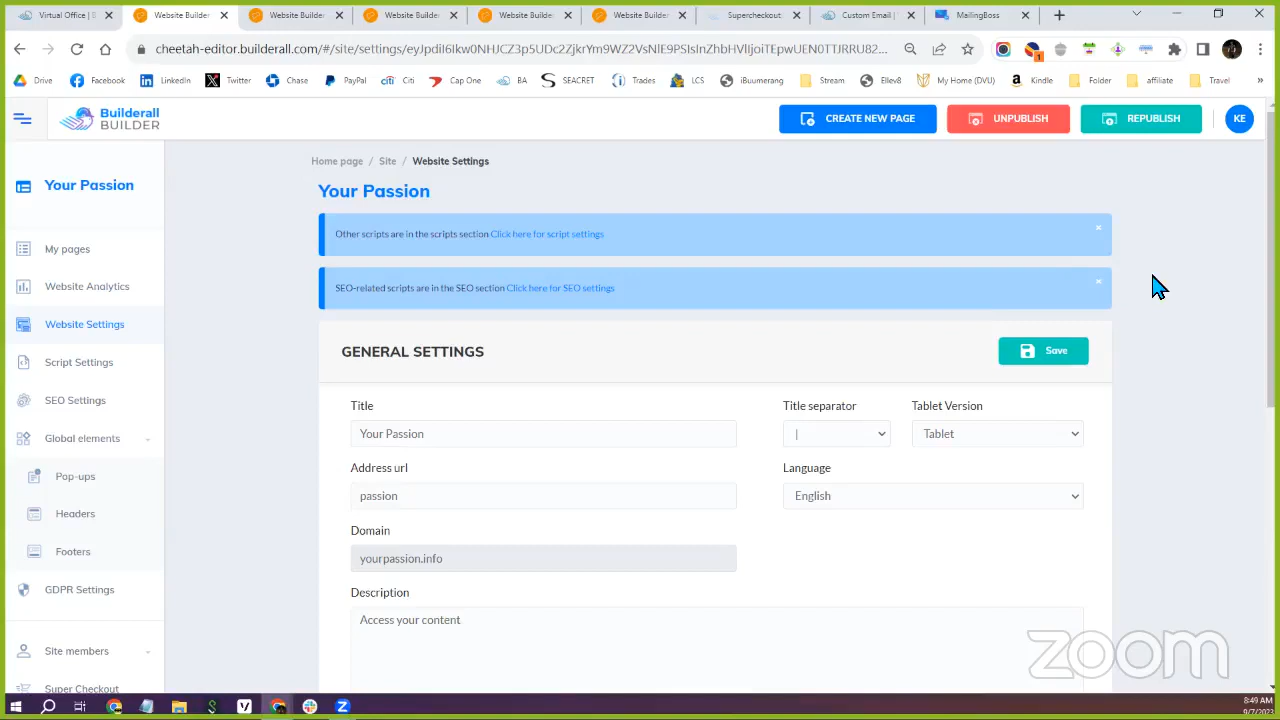 Virtual Office |
Website Builder
Website Builder
Website Builder
Website Builder
Website Builder
Supercheckout
Custom Email |
MailingBoss
cheetah-editor.builderall.com/#/site/settings/eyJpdiI6Ikw0NHJCZ3p5UDc2ZjkrYm9WZ2VsNlE9PSIsInZhbHVlIjoiTEpwUEN0TTJRRU82...
Drive
Facebook
LinkedIn
Twitter
Chase
PayPal
Citi
Cap One
BA
SEACRET
Trades
LCS
iBuumerang
Stream
Ellev8
My Home (DVU)
Kindle
Folder
affiliate
Travel
»
Builderall
BUILDER
CREATE NEW PAGE
UNPUBLISH
REPUBLISH
KE
Home page / Site / Website Settings
Your Passion
Your Passion
Other scripts are in the scripts section Click here for script settings
SEO-related scripts are in the SEO section Click here for SEO settings
My pages
Website Analytics
Website Settings
Script Settings
SEO Settings
Global elements
Pop-ups
Headers
Footers
GDPR Settings
Site members
Super Checkout
GENERAL SETTINGS
Save
Title
Title separator
Tablet Version
Your Passion
|
Tablet
Address url
Language
passion
English
Domain
yourpassion.info
Description
Access your content
zoom
8:49 AM
9/7/2023